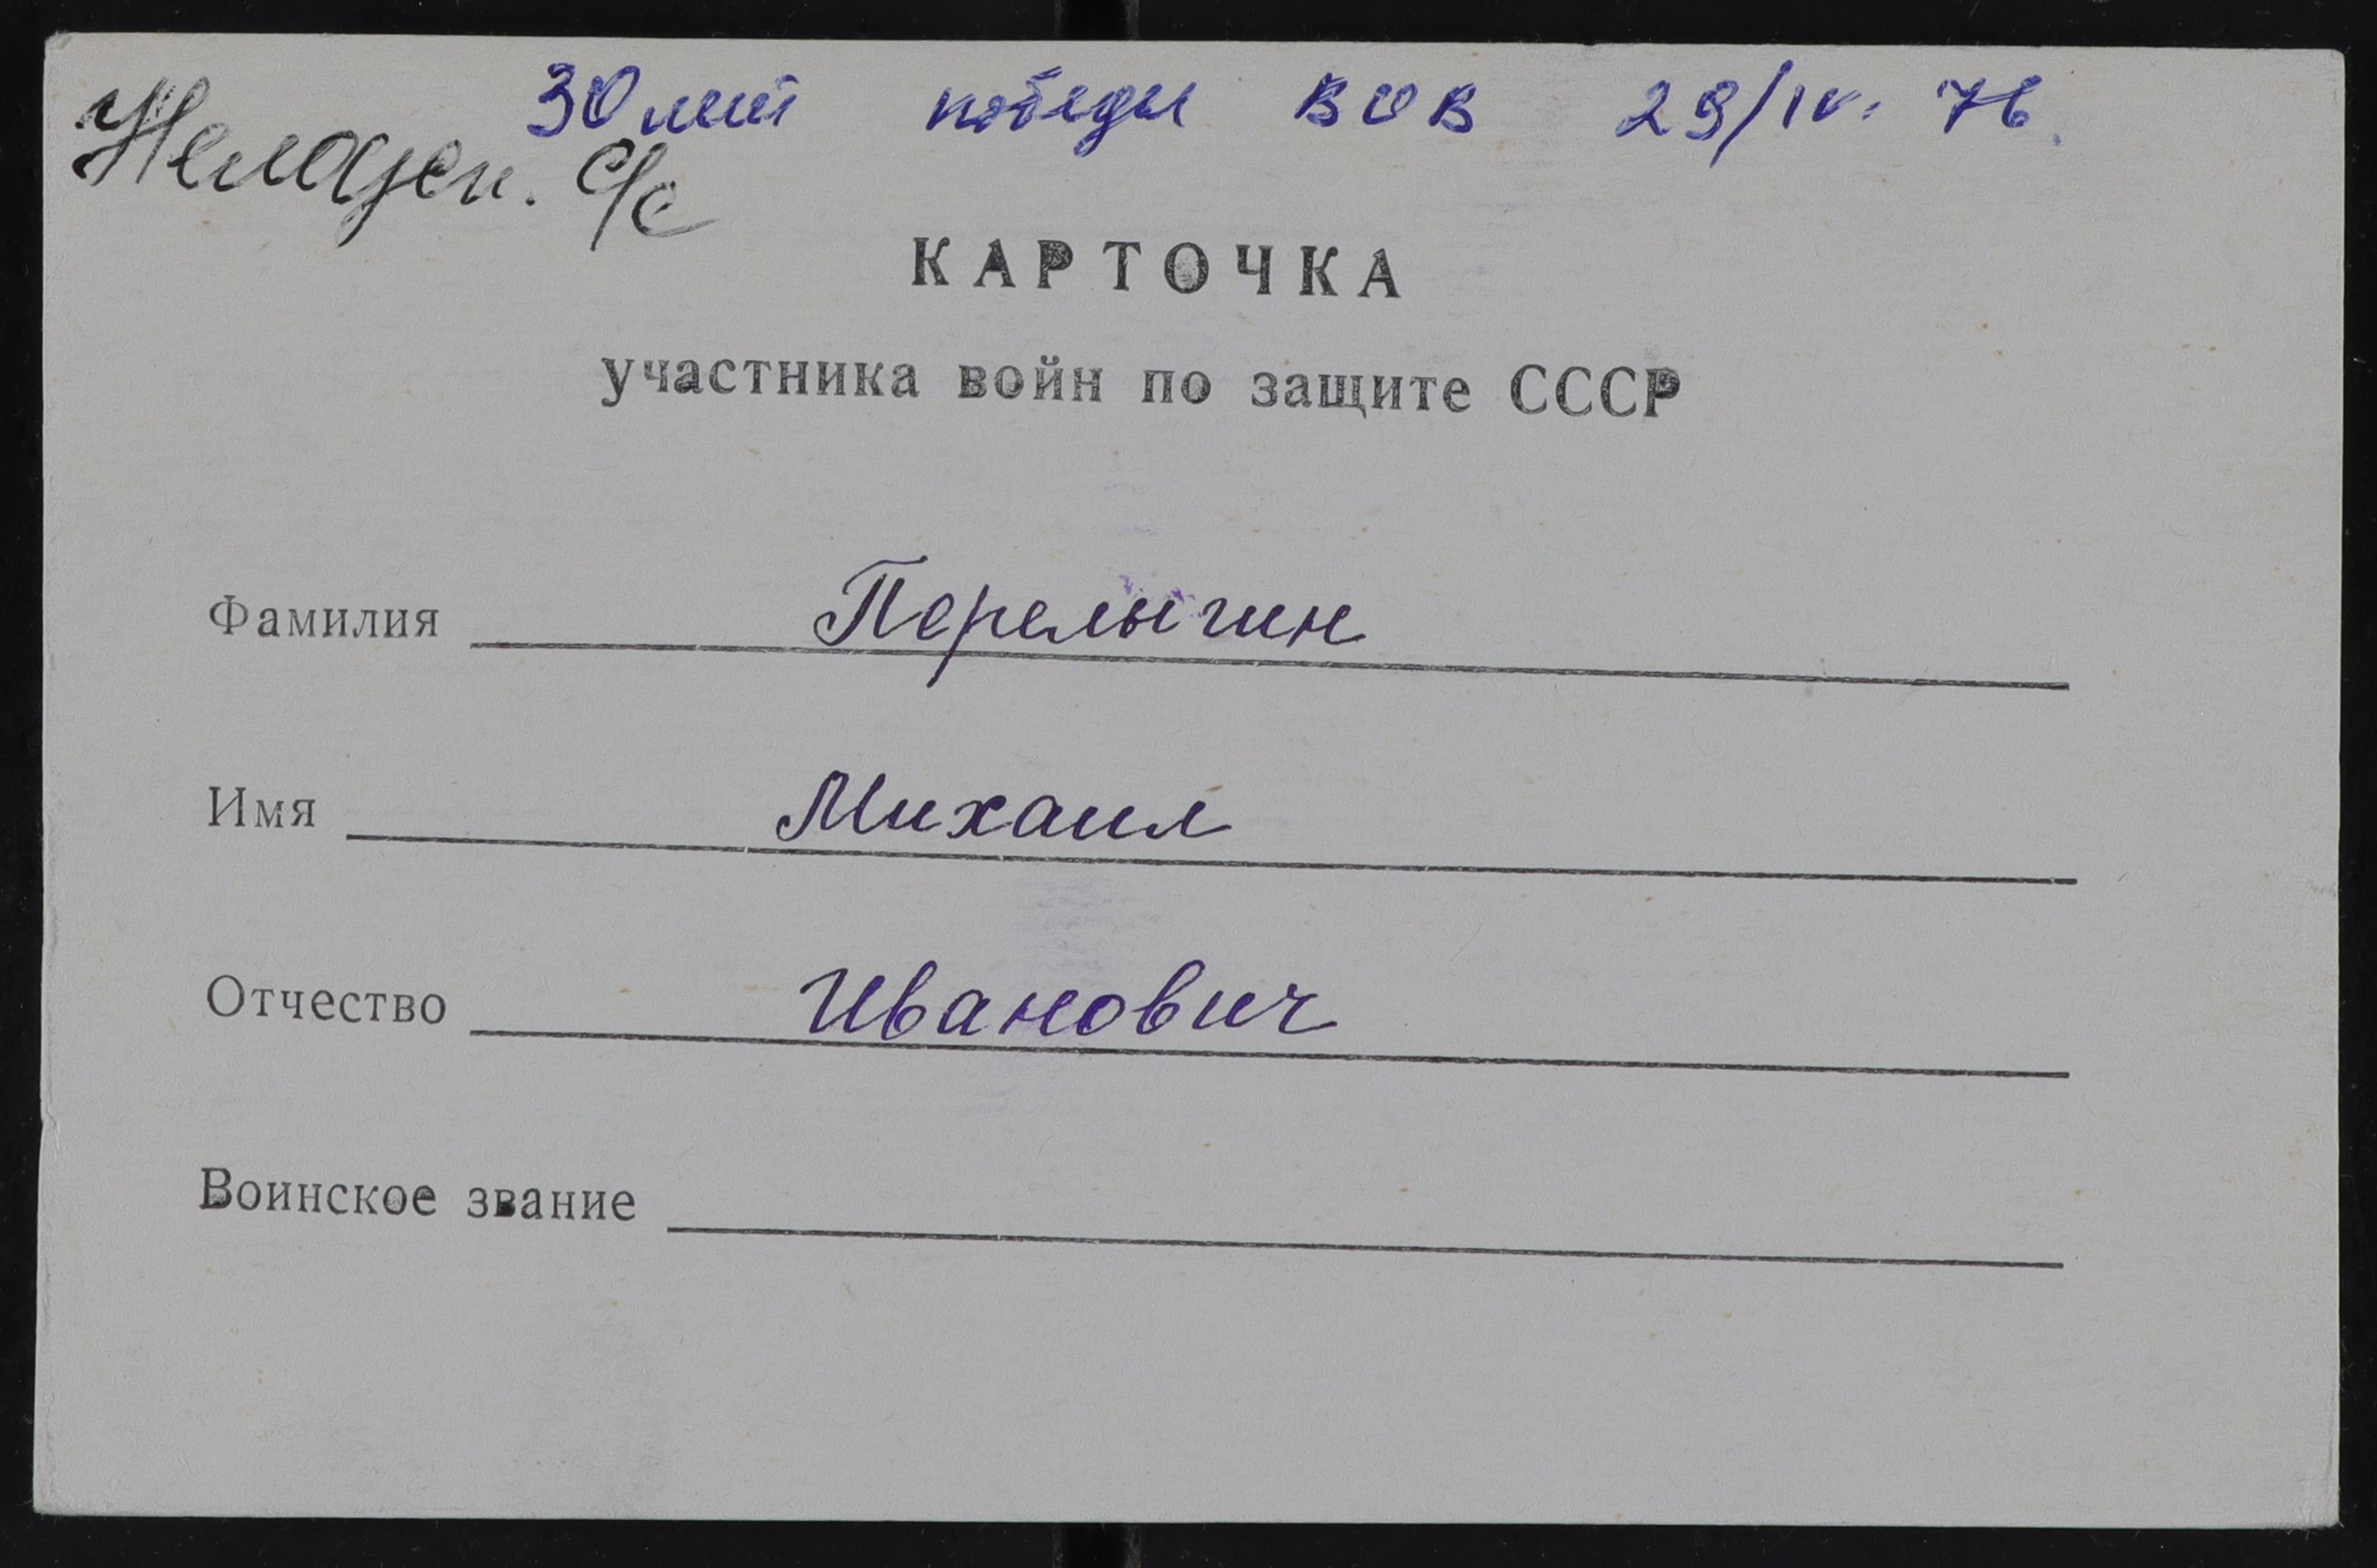 30 лет победы ВОВ 29/IV. 76.
с/с
КАРТОЧКА
участника войн по защите СССР
Фамилия Перелыгин
Имя Михаил
Отчество Иванович
Воинское звание